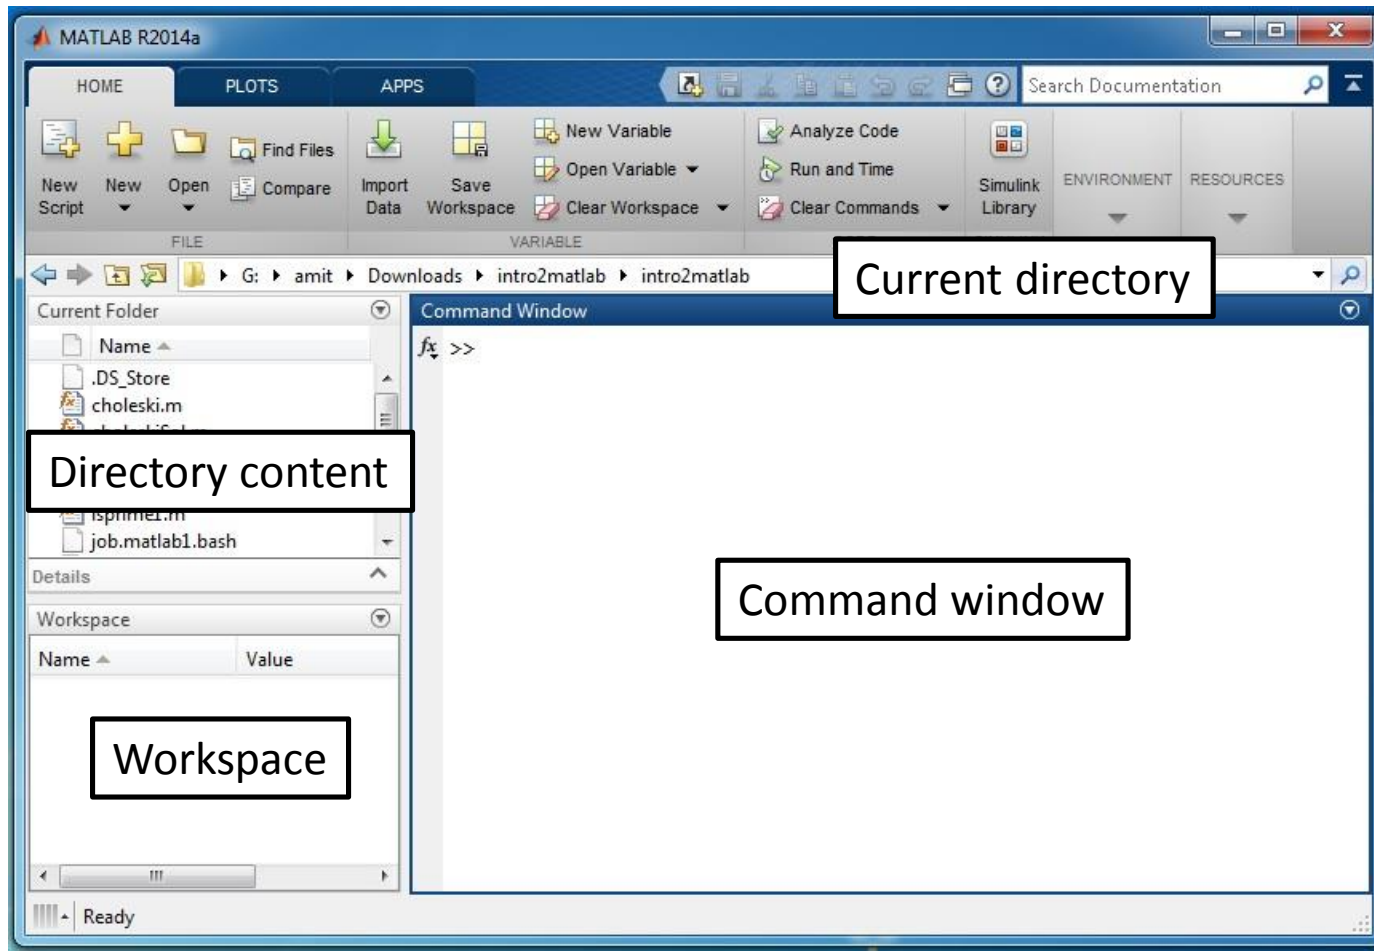 MATLAB R2014a
HOME PLOTS APPS
Search Documentation
New Script
New
Open
Find Files
Compare
Import Data
Save Workspace
New Variable
Open Variable
Clear Workspace
Analyze Code
Run and Time
Clear Commands
Simulink Library
ENVIRONMENT
RESOURCES
FILE
VARIABLE
G: amit Downloads intro2matlab intro2matlab
Current directory
Current Folder
Name
.DS_Store
choleski.m
Directory content
isprime1.m
job.matlab1.bash
Details
Workspace
Name Value
Workspace
Command Window
fx >>
Command window
Ready